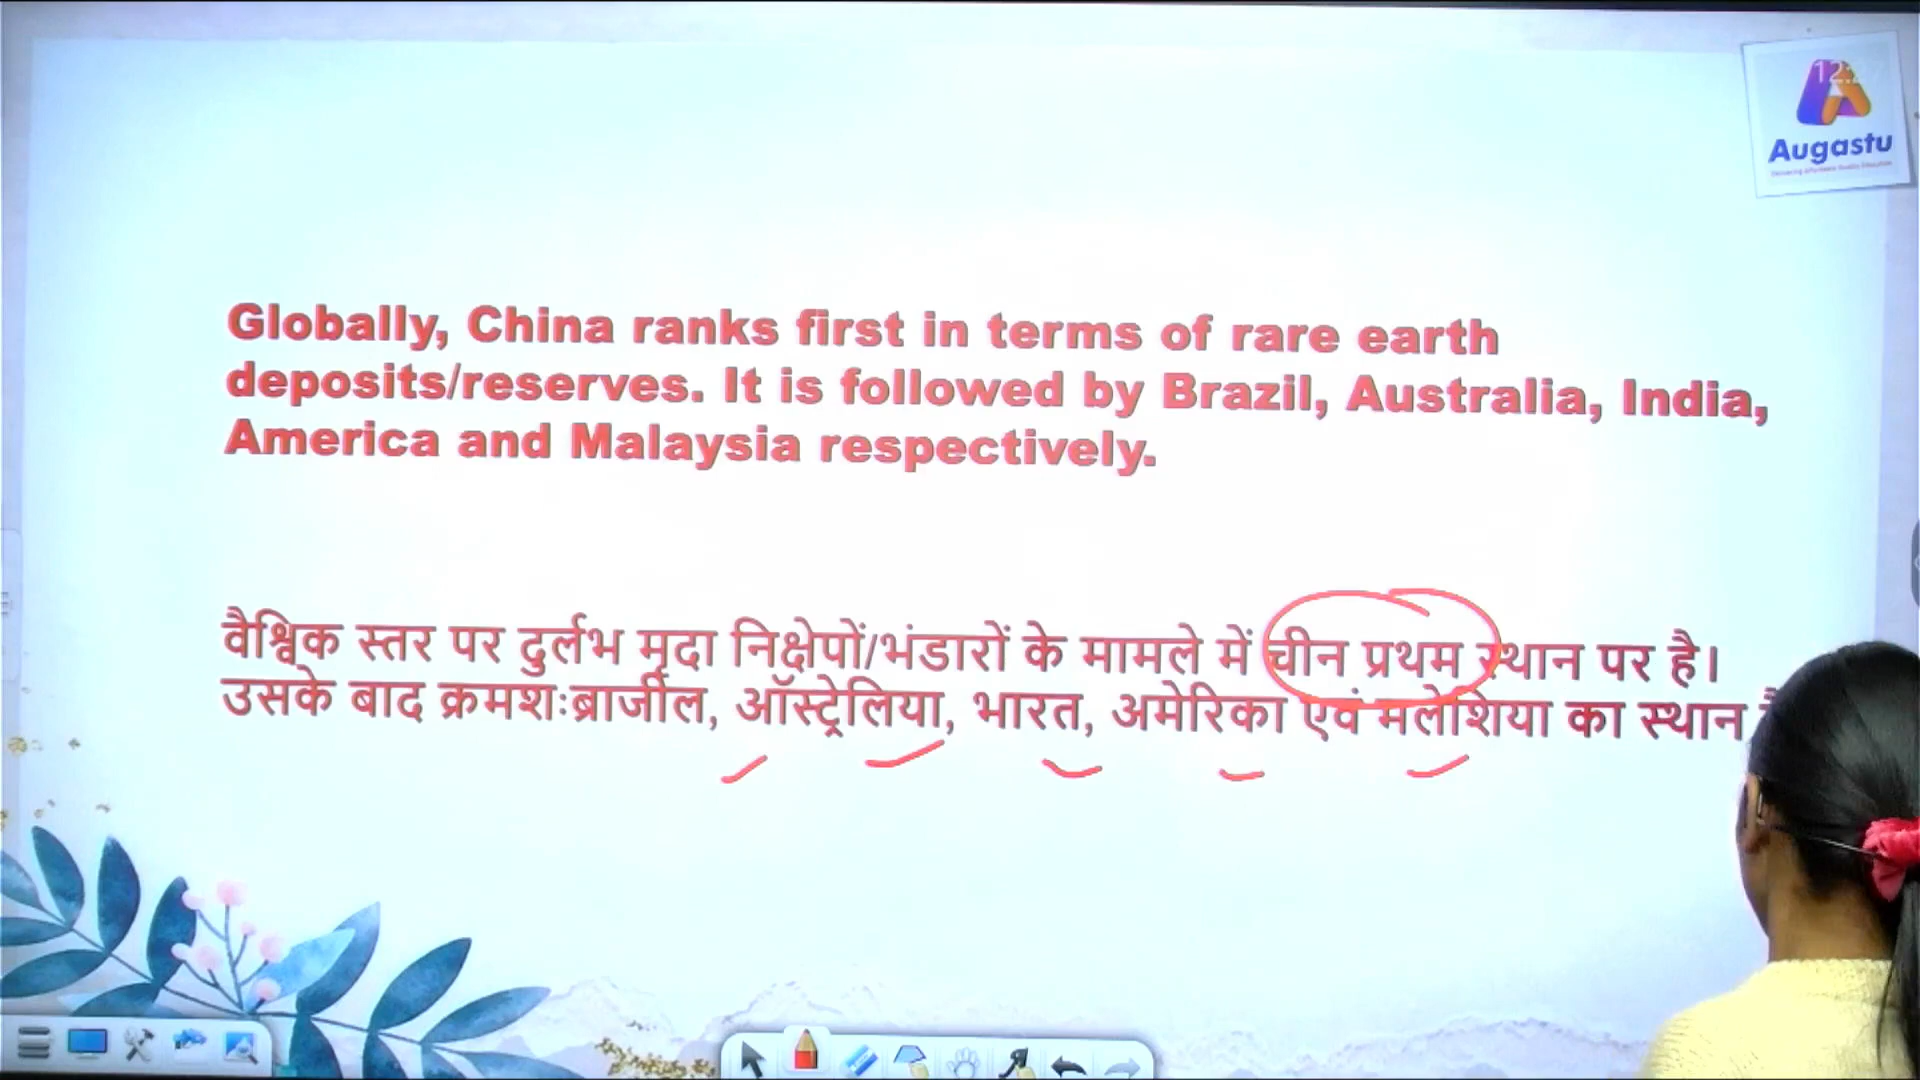 Augastu
Globally, China ranks first in terms of rare earth
deposits/reserves. It is followed by Brazil, Australia, India,
America and Malaysia respectively.
वैश्विक स्तर पर दुर्लभ मृदा निक्षेपों/भंडारों के मामले में चीन प्रथम स्थान पर है।
उसके बाद क्रमशःब्राजील, ऑस्ट्रेलिया, भारत, अमेरिका एवं मलेशिया का स्थान